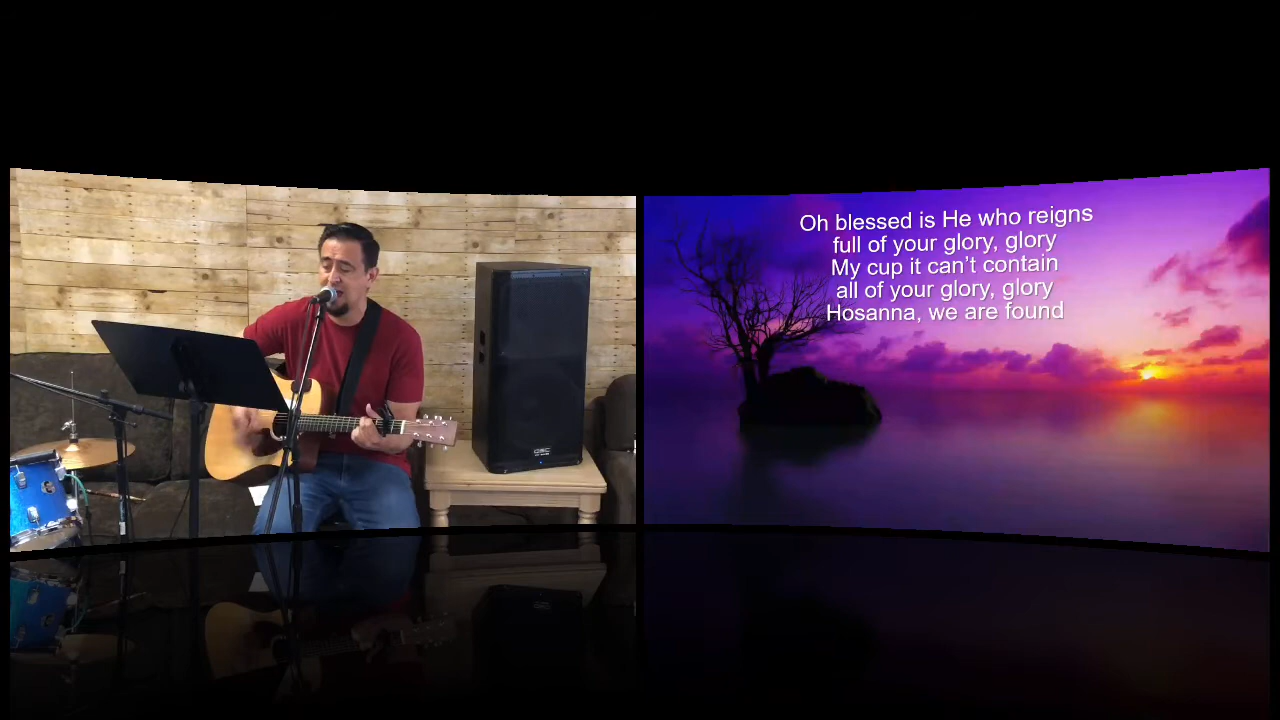 Oh blessed is He who reigns
full of your glory, glory
My cup it can't contain
all of your glory, glory
Hosanna, we are found
QSC